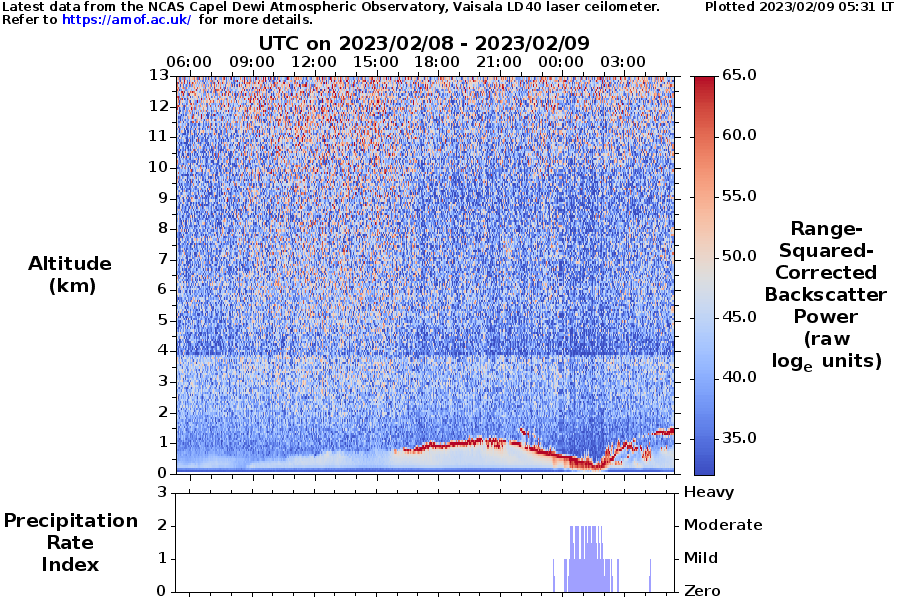 Latest data from the NCAS Capel Dewi Atmospheric Observatory, Vaisala LD40 laser ceilometer. Plotted 2023/02/09 05:31 LT
Refer to https://amof.ac.uk/ for more details.
UTC on 2023/02/08 - 2023/02/09
06:00 09:00 12:00 15:00 18:00 21:00 00:00 03:00
13
12
11
10
9
8
7
6
5
4
3
2
1
0
Altitude
(km)
65.0
60.0
55.0
50.0
45.0
40.0
35.0
Range-
Squared-
Corrected
Backscatter
Power
(raw
loge units)
3
2
1
0
Precipitation
Rate
Index
Heavy
Moderate
Mild
Zero